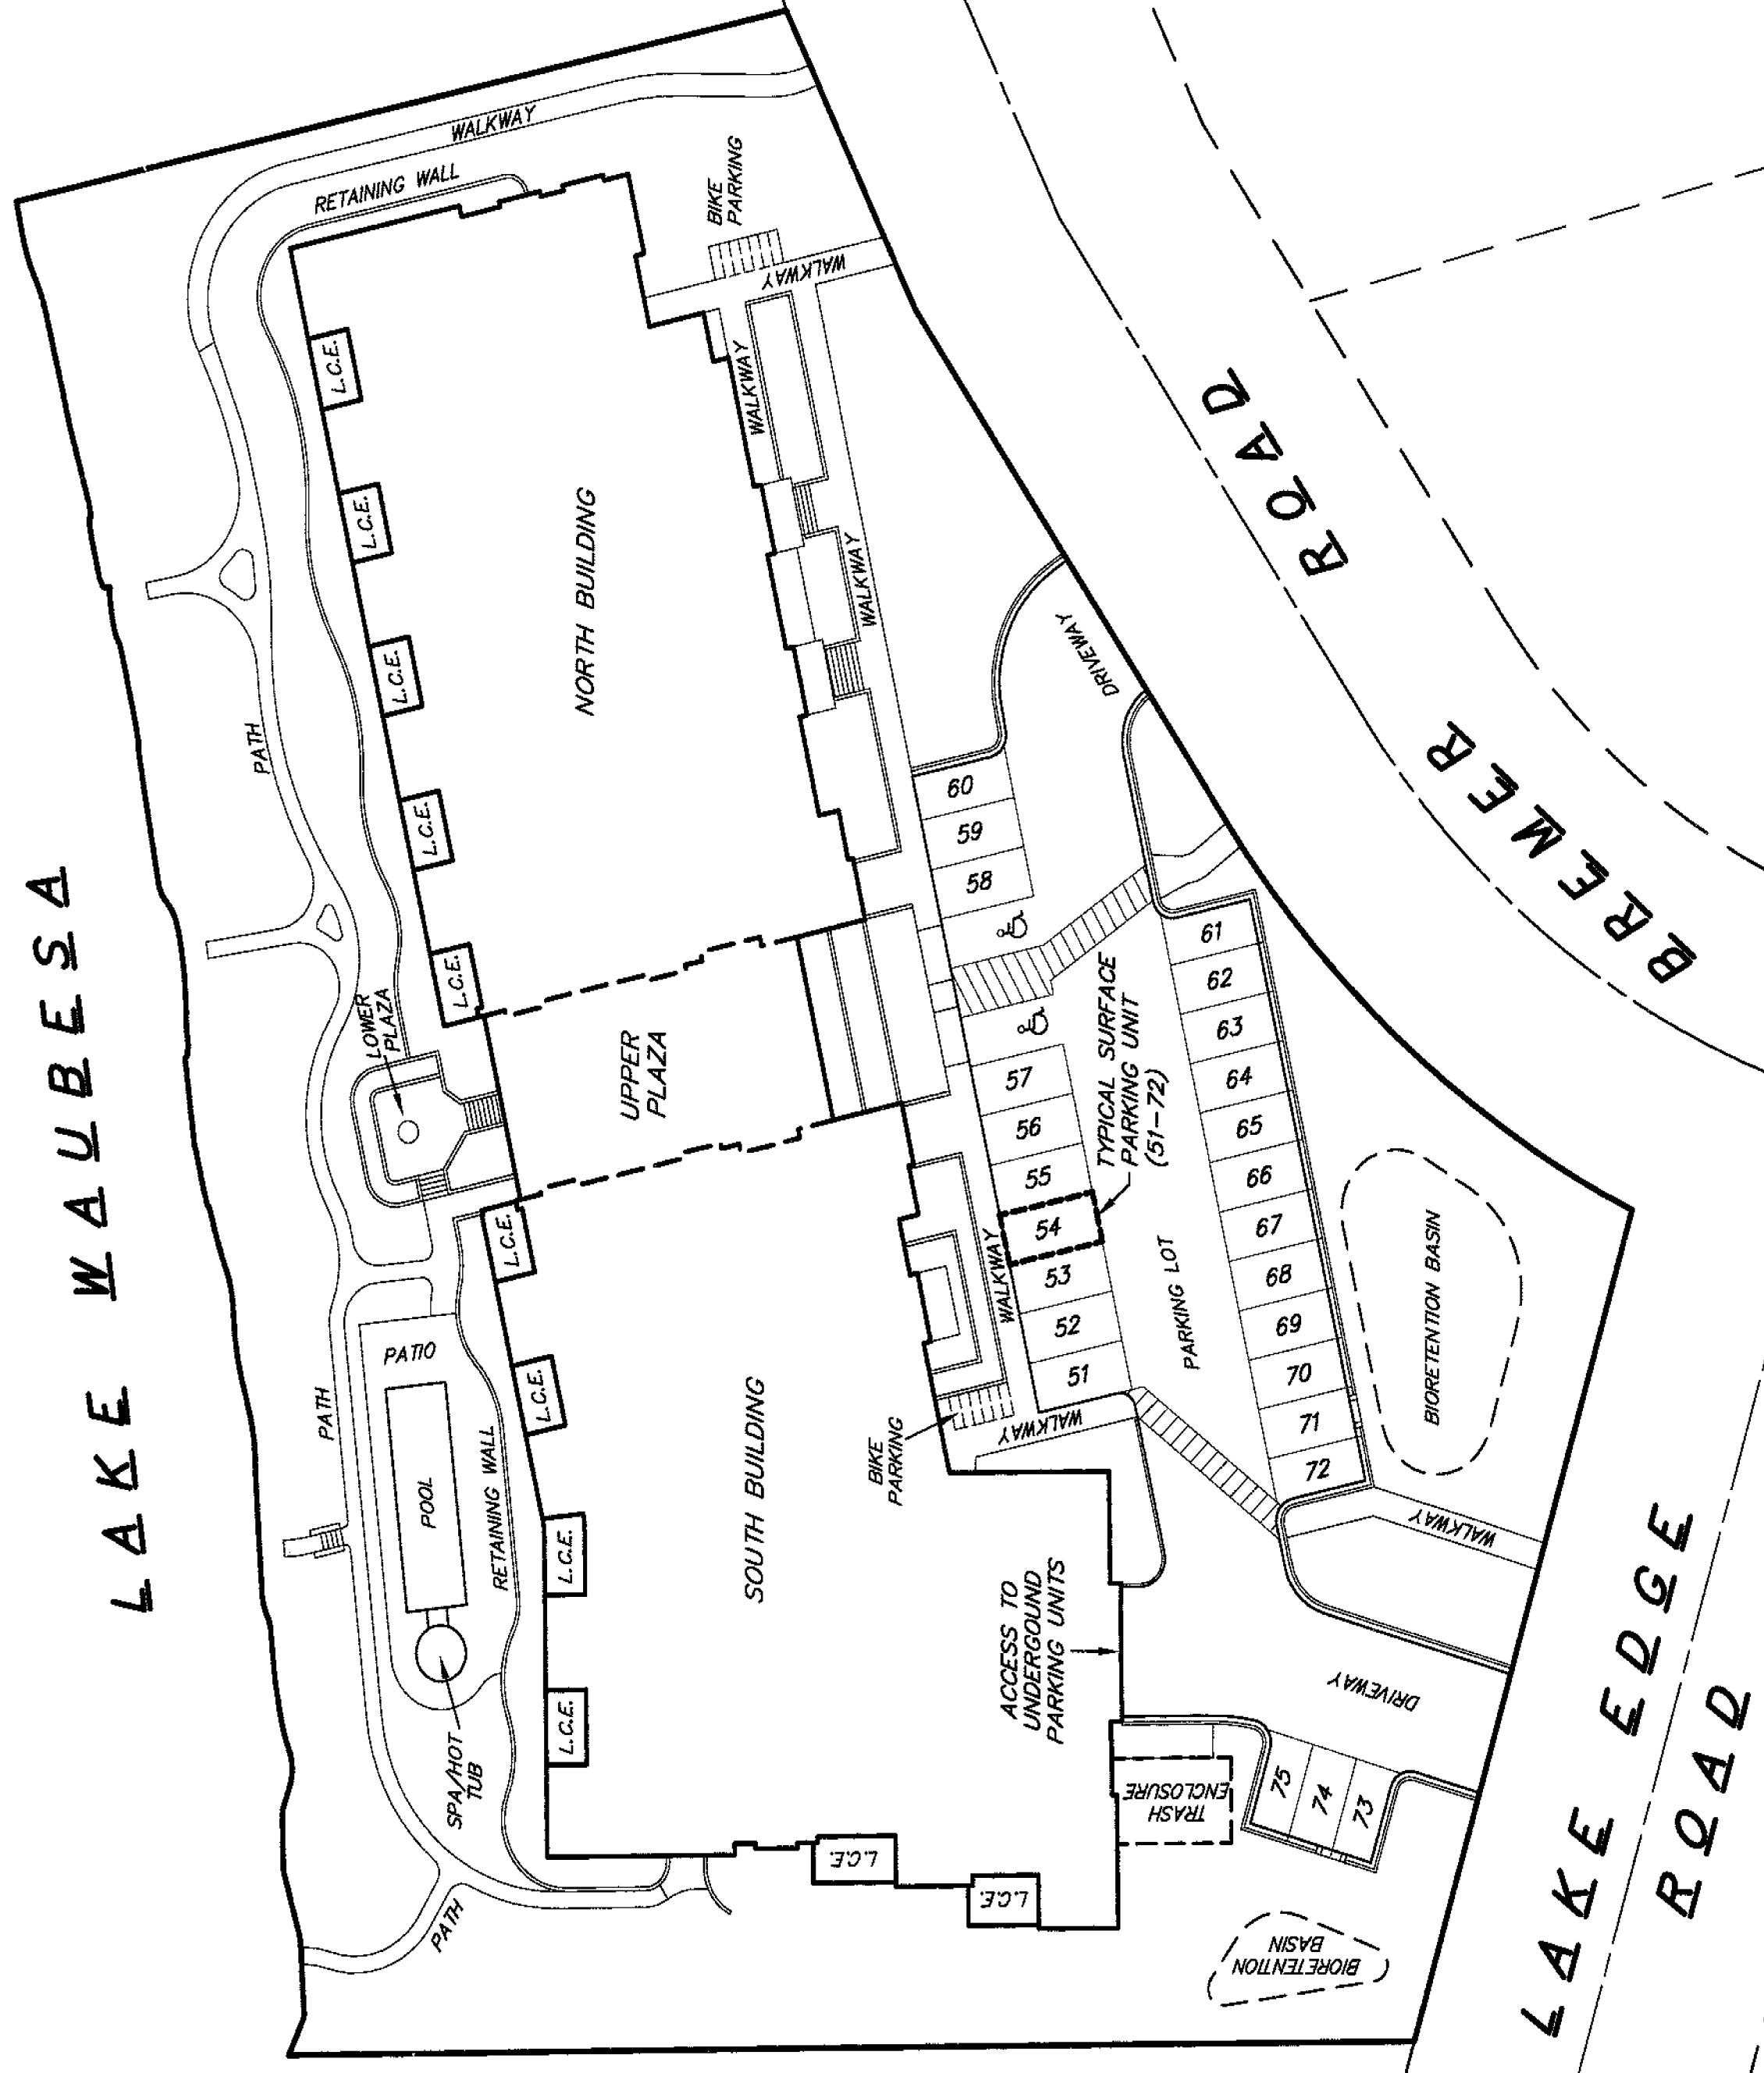 LAKE WAUBESA
WALKWAY
RETAINING WALL
BIKE
PARKING
WALKWAY
L.C.E.
L.C.E.
L.C.E.
L.C.E.
L.C.E.
NORTH BUILDING
WALKWAY
WALKWAY
PATH
DRIVEWAY
BREMER ROAD
60
59
58
LOWER
PLAZA
UPPER
PLAZA
57
56
55
54
53
52
51
TYPICAL SURFACE
PARKING UNIT
(51-72)
61
62
63
64
65
66
67
68
69
70
71
72
PARKING LOT
WALKWAY
BIORETENTION BASIN
L.C.E.
L.C.E.
L.C.E.
L.C.E.
PATIO
PATH
POOL
RETAINING WALL
SPA/HOT
TUB
SOUTH BUILDING
BIKE
PARKING
WALKWAY
WALKWAY
ACCESS TO
UNDERGOUND
PARKING UNITS
DRIVEWAY
TRASH
ENCLOSURE
75
74
73
L.C.E.
L.C.E.
PATH
BIORETENTION
BASIN
LAKE EDGE
ROAD